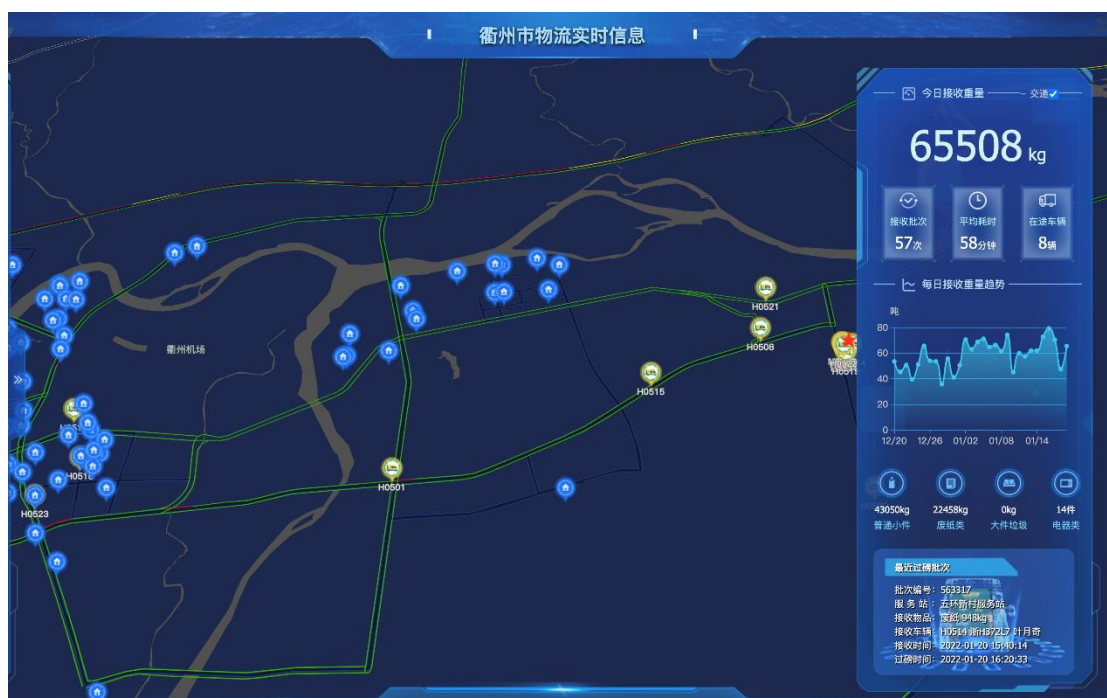 衢州市物流实时信息
今日接收重量
交通
65508 kg
接收批次
57次
平均耗时
58分钟
在途车辆
8辆
每日接收重量趋势
吨
80
60
40
20
0
12/20 12/26 01/02 01/08 01/14
43050kg
普通小件
22458kg
废纸类
0kg
大件垃圾
14件
电器类
最近过磅批次
批次编号：563317
服 务 站：五环新村服务站
接收物品：废纸 948kg
接收车辆：H0514 浙H372L7 叶月奇
接收时间：2022-01-20 15:40:14
过磅时间：2022-01-20 16:20:33
衢州机场
H0521
H0508
H0515
H0501
H0518
H0523